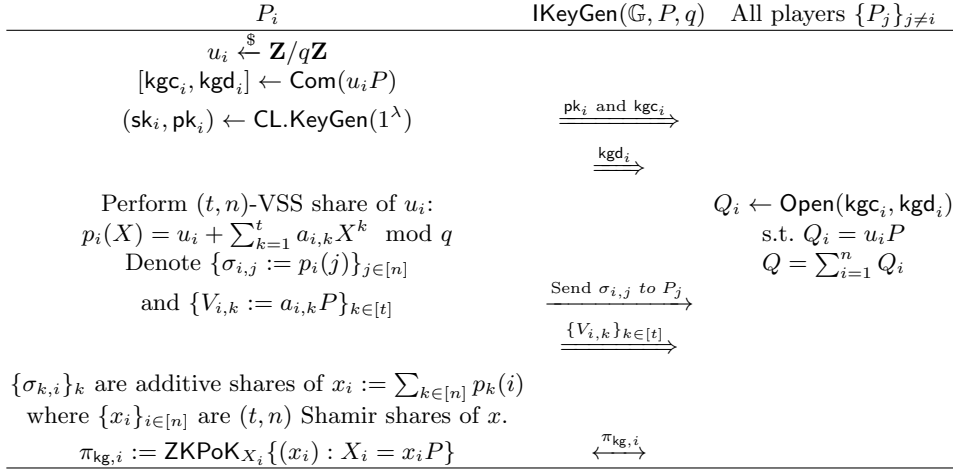 P_i IKeyGen(𝔾, P, q) All players {P_j}_{j≠i}
u_i ←$ Z/qZ
[kgc_i, kgd_i] ← Com(u_iP)
(sk_i, pk_i) ← CL.KeyGen(1^λ) pk_i and kgc_i ⟹
kgd_i ⟹
Perform (t, n)-VSS share of u_i: Q_i ← Open(kgc_i, kgd_i)
p_i(X) = u_i + ∑_{k=1}^{t} a_{i,k}X^k mod q s.t. Q_i = u_iP
Denote {σ_{i,j} := p_i(j)}_{j∈[n]} Q = ∑_{i=1}^{n} Q_i
and {V_{i,k} := a_{i,k}P}_{k∈[t]} Send σ_{i,j} to P_j ⟶
{V_{i,k}}_{k∈[t]} ⟹
{σ_{k,i}}_k are additive shares of x_i := ∑_{k∈[n]} p_k(i)
where {x_i}_{i∈[n]} are (t, n) Shamir shares of x.
π_{kg,i} := ZKPoK_{X_i}{(x_i) : X_i = x_iP} π_{kg,i} ⟷